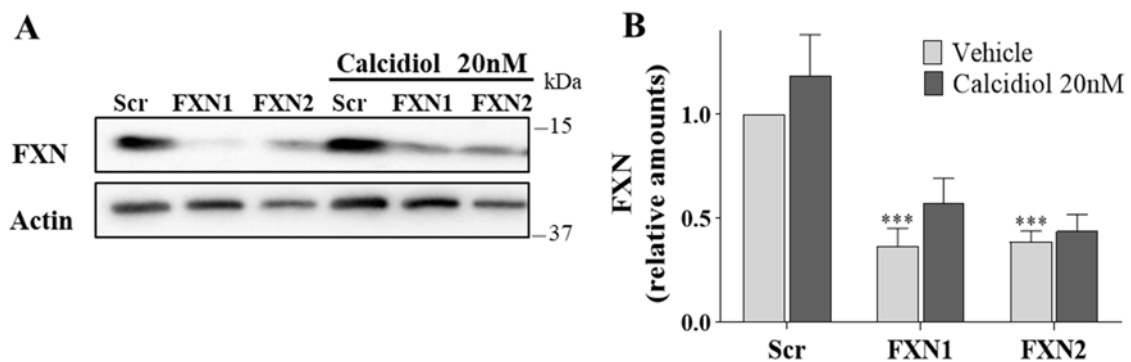 A
Calcidiol 20nM
kDa
Scr FXN1 FXN2 Scr FXN1 FXN2
FXN
–15
Actin
–37
B
Vehicle
Calcidiol 20nM
FXN
(relative amounts)
1.0
0.5
0.0
*** ***
Scr FXN1 FXN2